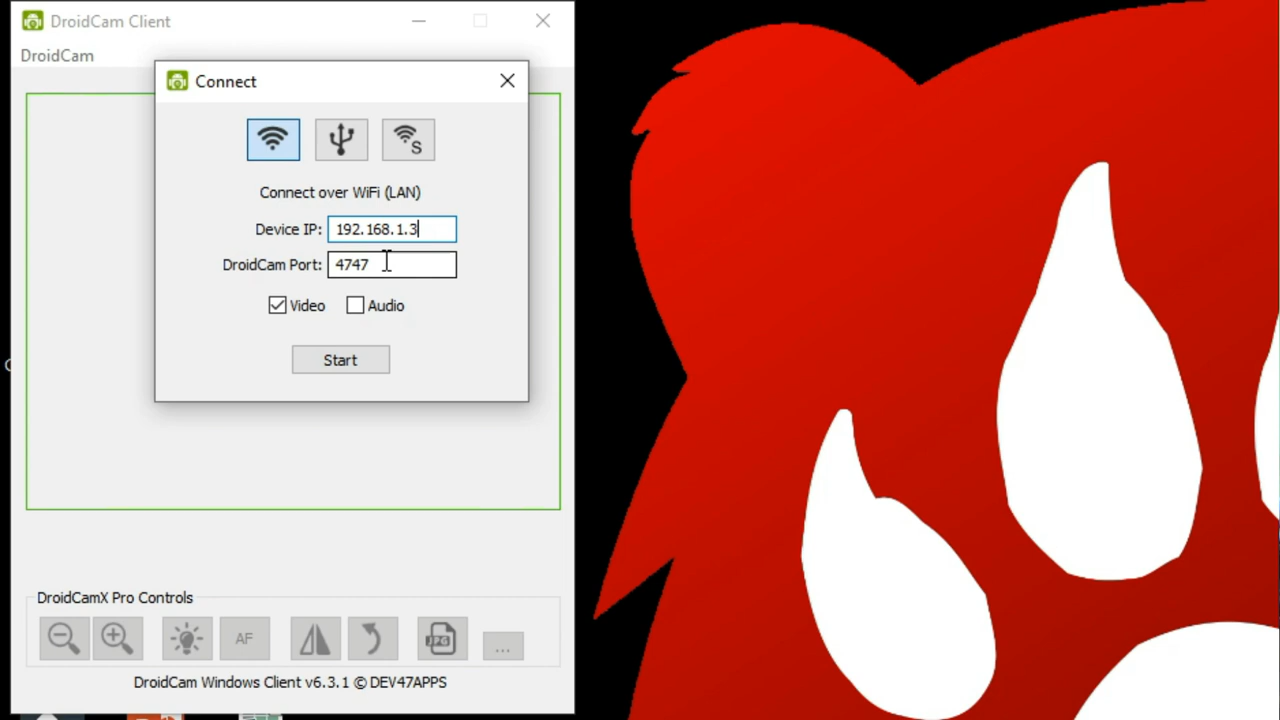 DroidCam Client
DroidCam
Connect
S
Connect over WiFi (LAN)
Device IP: 192.168.1.3
DroidCam Port: 4747
Video Audio
Start
DroidCamX Pro Controls
AF JPG ...
DroidCam Windows Client v6.3.1 © DEV47APPS